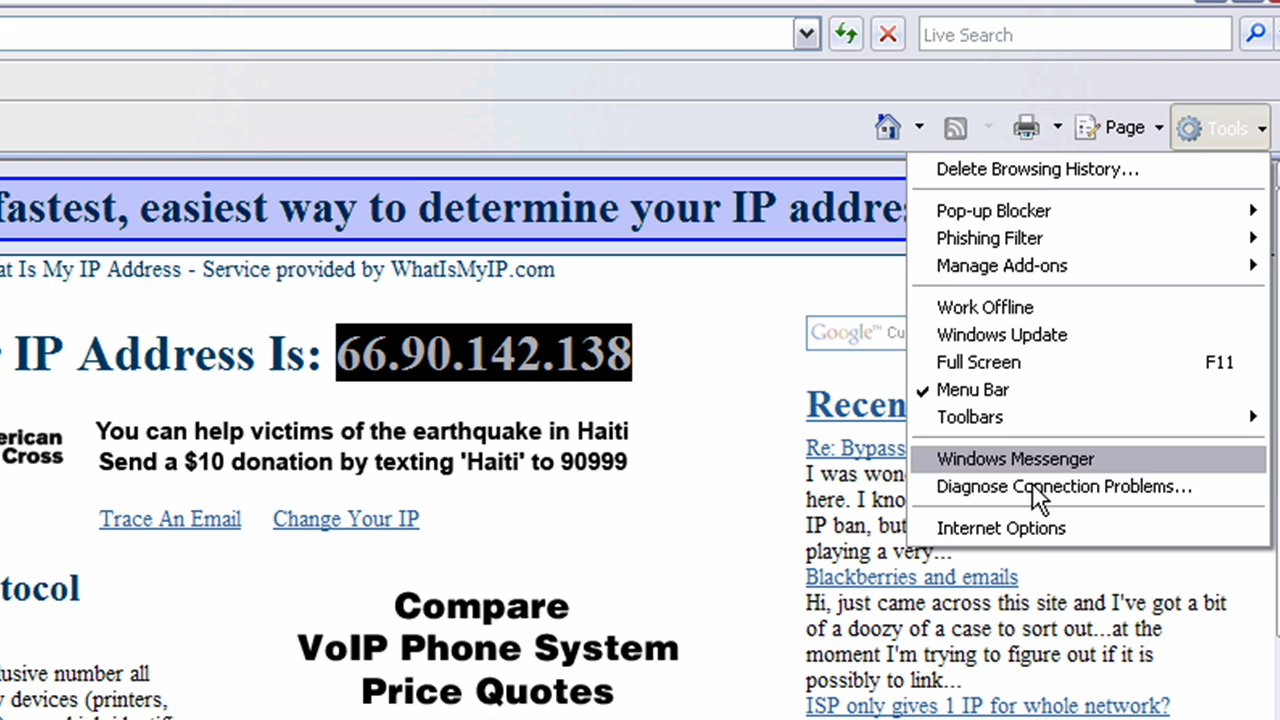 Live Search
Page
Tools
Delete Browsing History...
Pop-up Blocker
Phishing Filter
Manage Add-ons
Work Offline
Windows Update
Full Screen F11
Menu Bar
Toolbars
Windows Messenger
Diagnose Connection Problems...
Internet Options
fastest, easiest way to determine your IP addre
at Is My IP Address - Service provided by WhatIsMyIP.com
IP Address Is: 66.90.142.138
erican
Cross
You can help victims of the earthquake in Haiti
Send a $10 donation by texting 'Haiti' to 90999
Trace An Email Change Your IP
tocol
Compare
VoIP Phone System
Price Quotes
lusive number all
y devices (printers,
Google™ Cu
Recen
Re: Bypass
I was won
here. I kno
IP ban, but
playing a very...
Blackberries and emails
Hi, just came across this site and I've got a bit
of a doozy of a case to sort out...at the
moment I'm trying to figure out if it is
possibly to link...
ISP only gives 1 IP for whole network?